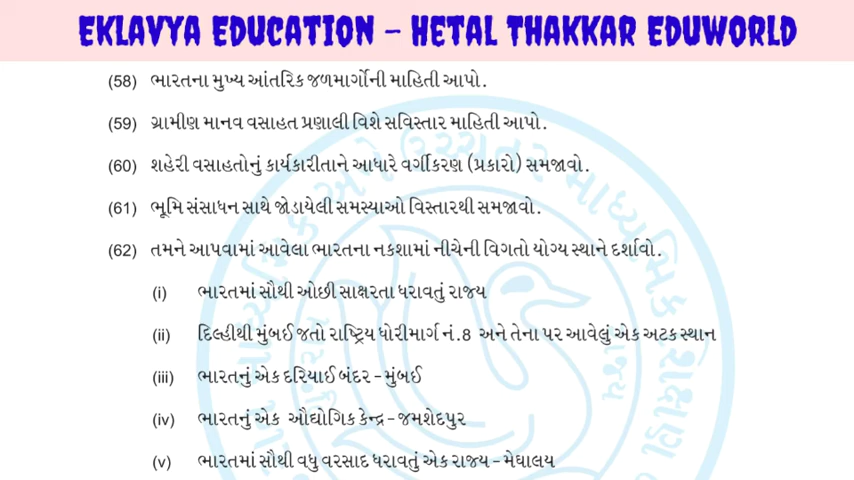 EKLAVYA EDUCATION – HETAL THAKKAR EDUWORLD
(58) ભારતના મુખ્ય આંતરિક જળમાર્ગોની માહિતી આપો.
(59) ગ્રામીણ માનવ વસાહત પ્રણાલી વિશે સવિસ્તાર માહિતી આપો.
(60) શહેરી વસાહતોનું કાર્યકારીતાને આધારે વર્ગીકરણ (પ્રકારો) સમજાવો.
(61) ભૂમિ સંસાધન સાથે જોડાયેલી સમસ્યાઓ વિસ્તારથી સમજાવો.
(62) તમને આપવામાં આવેલા ભારતના નકશામાં નીચેની વિગતો યોગ્ય સ્થાને દર્શાવો.
(i) ભારતમાં સૌથી ઓછી સાક્ષરતા ધરાવતું રાજ્ય
(ii) દિલ્હીથી મુંબઈ જતો રાષ્ટ્રિય ધોરીમાર્ગ નં.8 અને તેના પર આવેલું એક અટક સ્થાન
(iii) ભારતનું એક દરિયાઈ બંદર – મુંબઈ
(iv) ભારતનું એક ઔદ્યોગિક કેન્દ્ર – જમશેદપુર
(v) ભારતમાં સૌથી વધુ વરસાદ ધરાવતું એક રાજ્ય – મેઘાલય